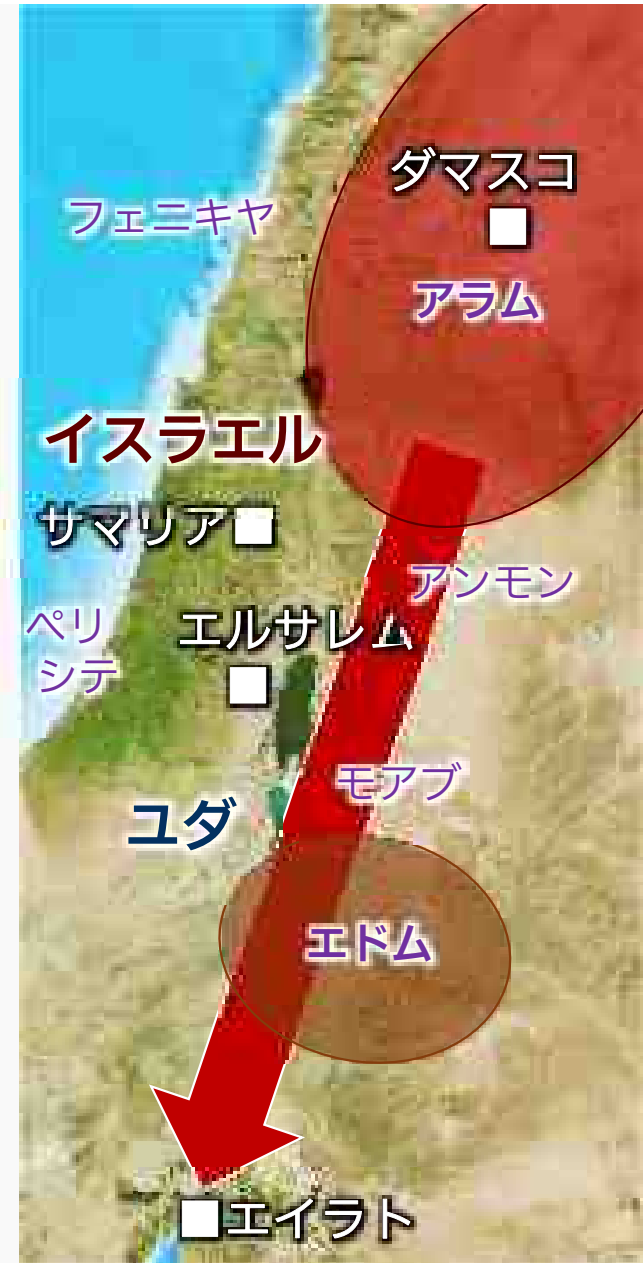 ダマスコ
フェニキヤ
アラム
イスラエル
サマリア
アンモン
ペリ
シテ
エルサレム
モアブ
ユダ
エドム
エイラト